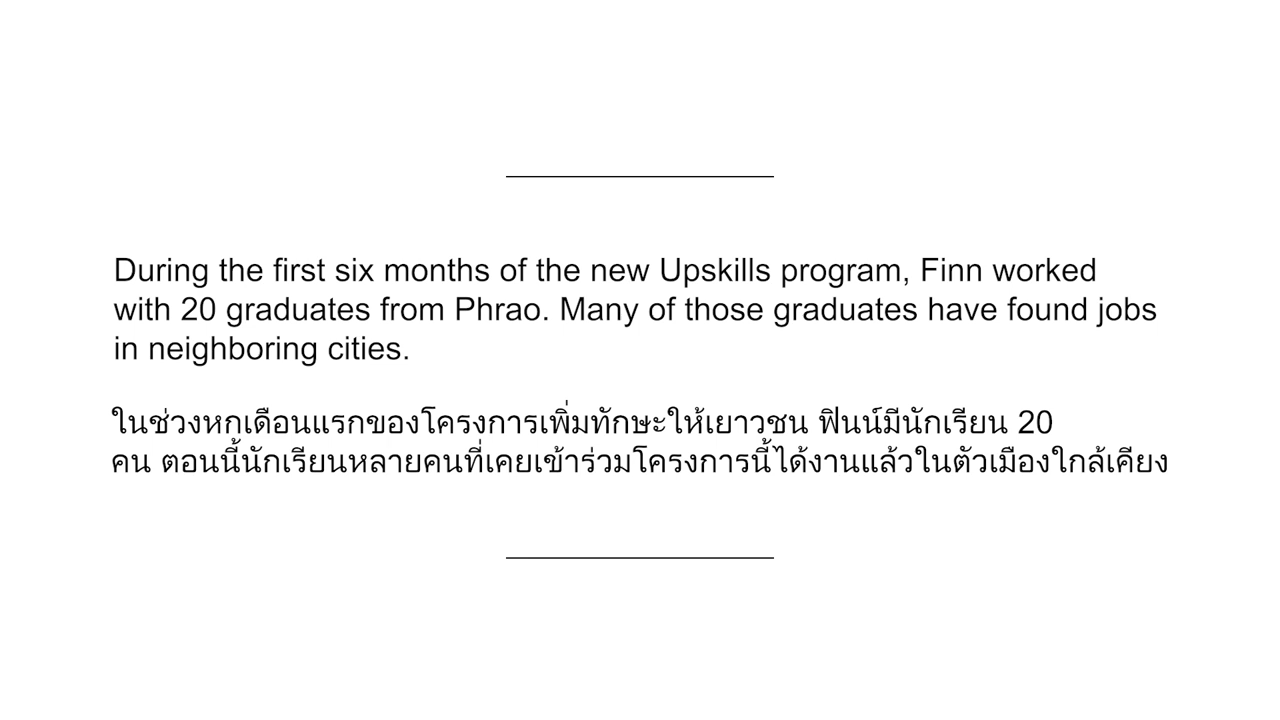 During the first six months of the new Upskills program, Finn worked
with 20 graduates from Phrao. Many of those graduates have found jobs
in neighboring cities.
ในช่วงหกเดือนแรกของโครงการเพิ่มทักษะให้เยาวชน ฟินน์มีนักเรียน 20
คน ตอนนี้นักเรียนหลายคนที่เคยเข้าร่วมโครงการนี้ได้งานแล้วในตัวเมืองใกล้เคียง